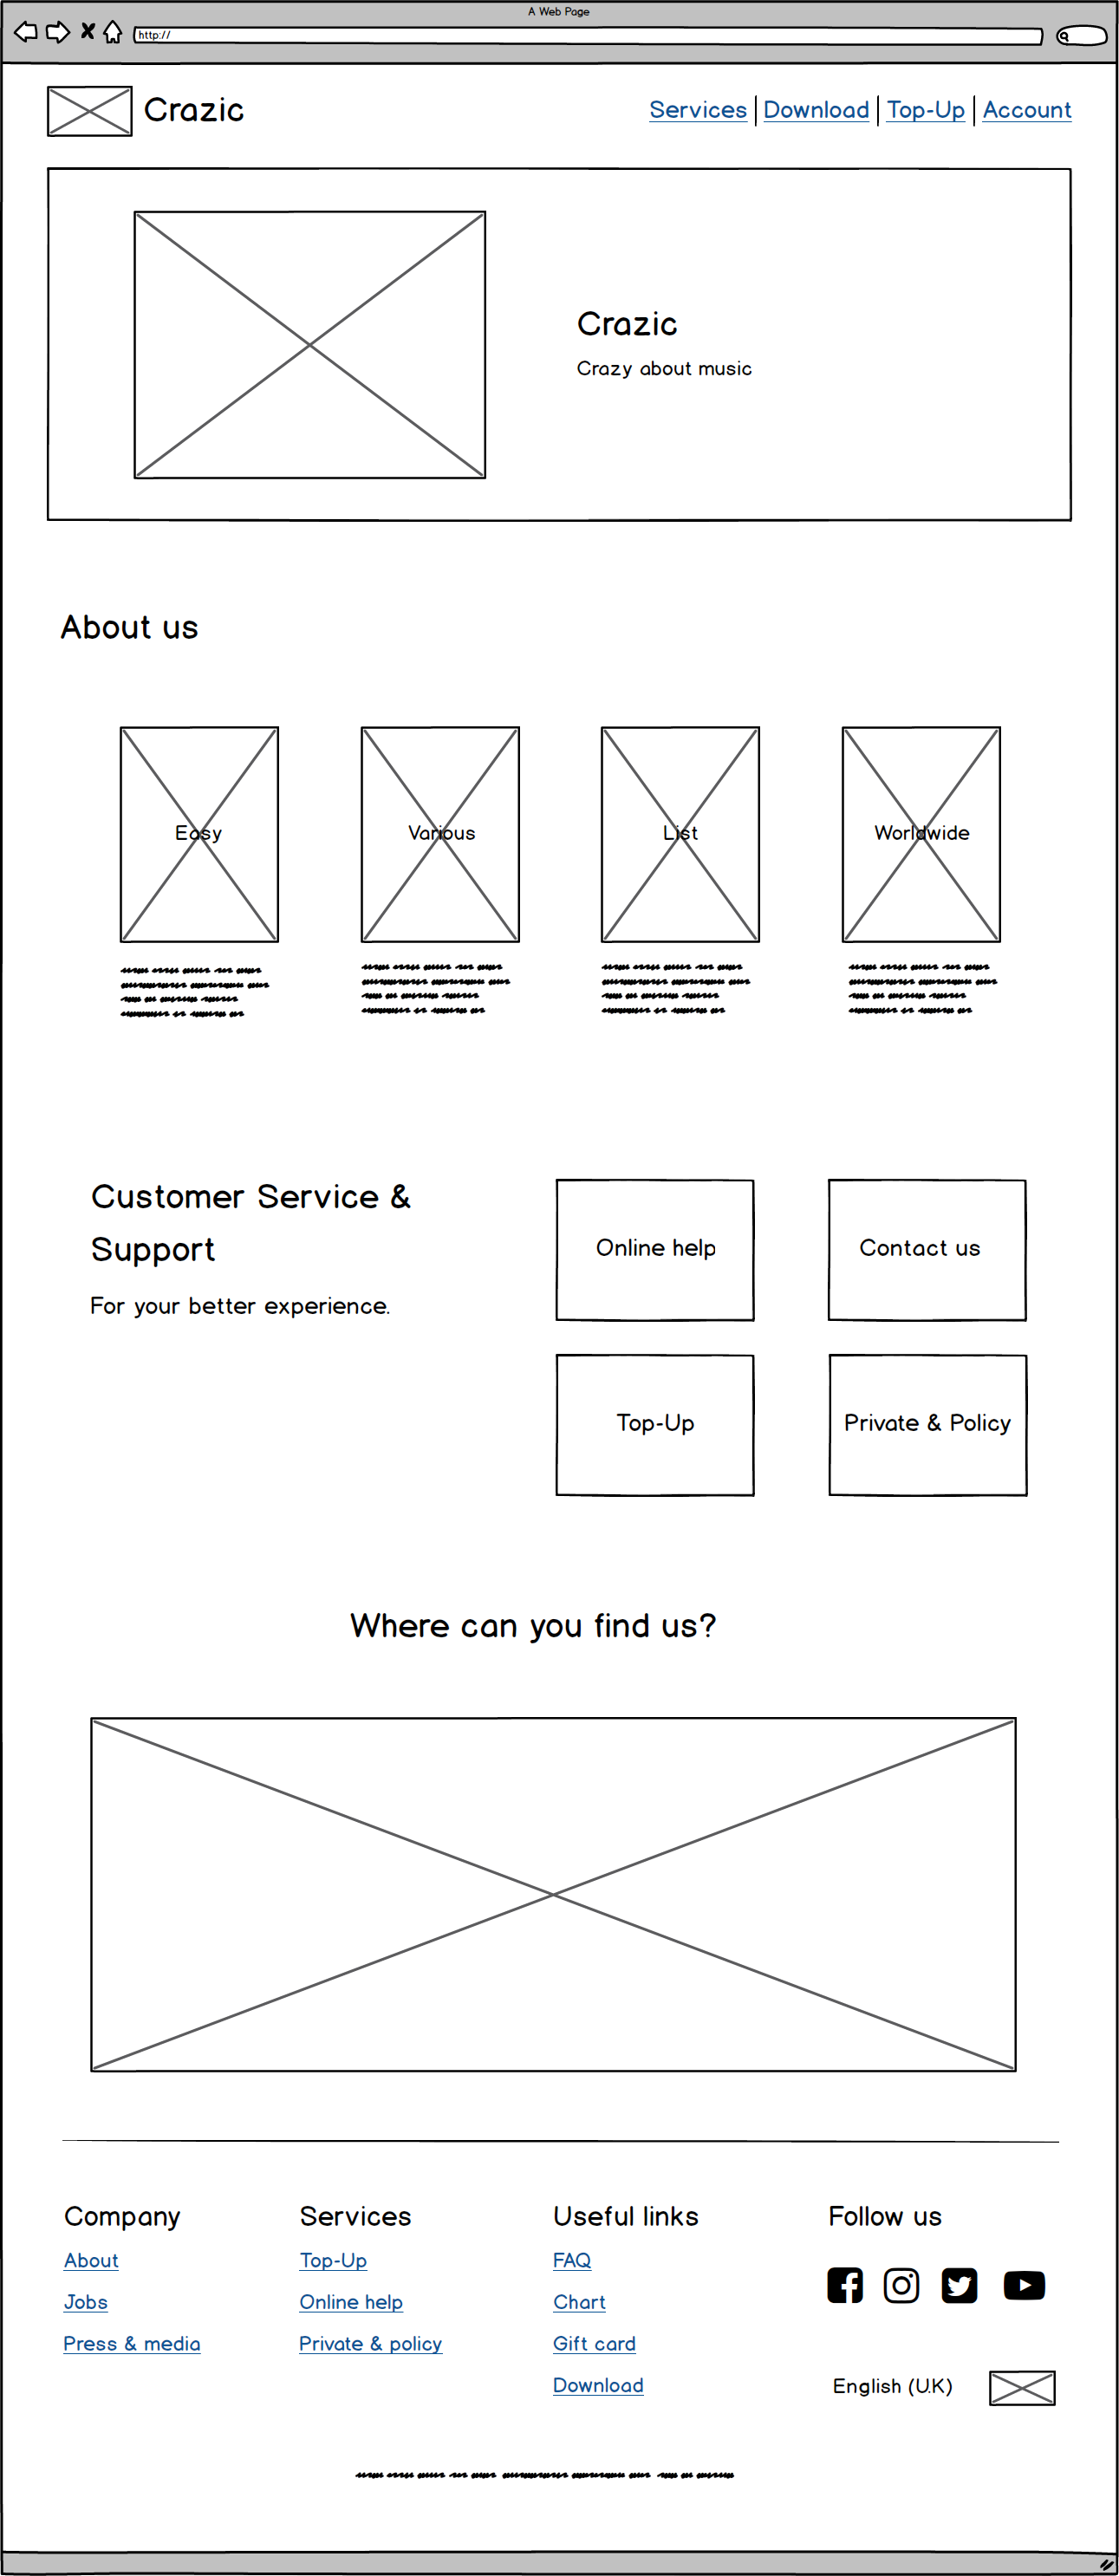 A Web Page
http://
Crazic
Services Download Top-Up Account
Crazic
Crazy about music
About us
Easy Various List Worldwide
Customer Service &
Support
For your better experience.
Online help Contact us
Top-Up Private & Policy
Where can you find us?
Company Services Useful links Follow us
About Top-Up FAQ
Jobs Online help Chart
Press & media Private & policy Gift card
Download
English (U.K)